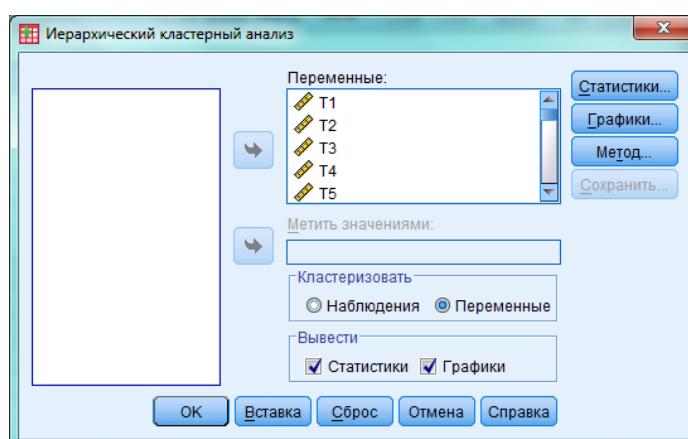 Иерархический кластерный анализ
Переменные:
T1
T2
T3
T4
T5
Статистики...
Графики...
Метод...
Сохранить...
Метить значениями:
Кластеризовать
Наблюдения Переменные
Вывести
Статистики Графики
OK Вставка Сброс Отмена Справка